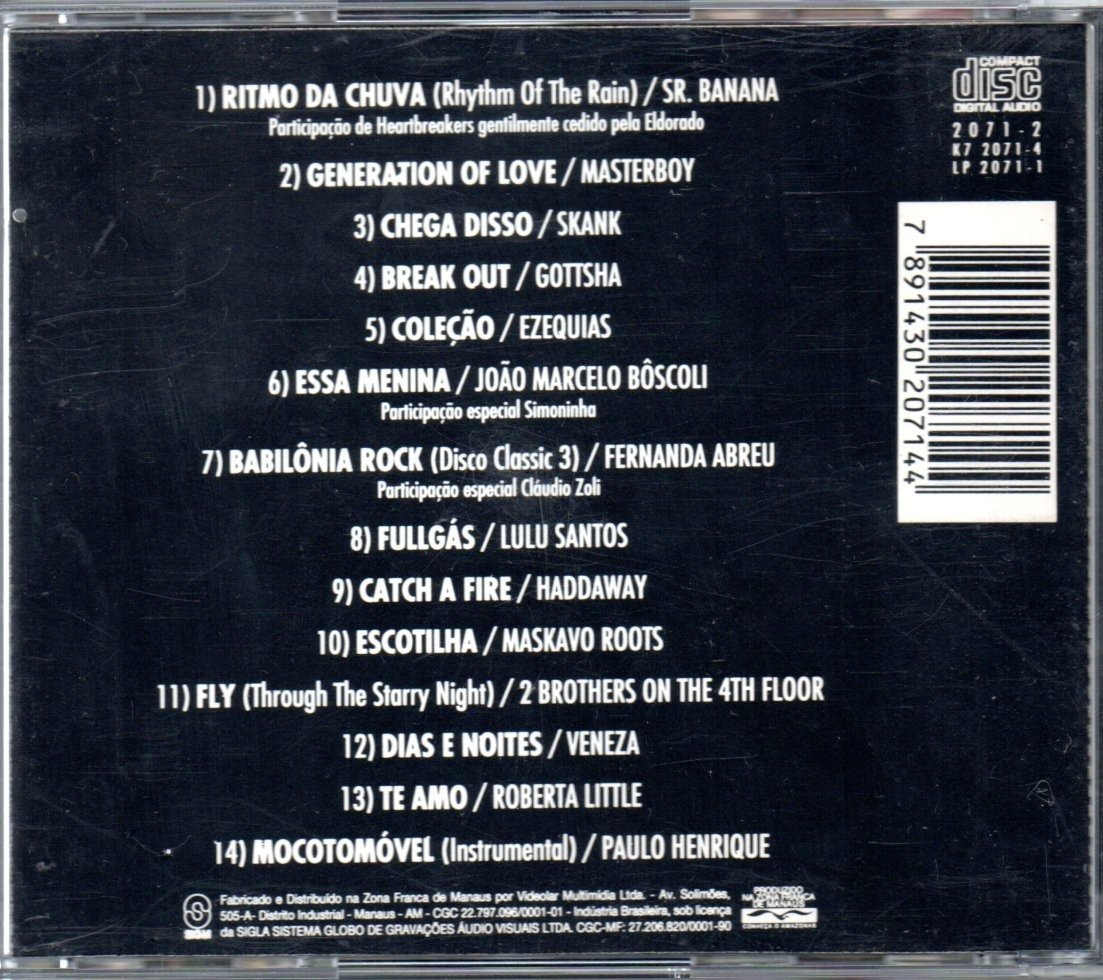 1) RITMO DA CHUVA (Rhythm Of The Rain) / SR. BANANA
Participação de Heartbreakers gentilmente cedido pela Eldorado
2) GENERATION OF LOVE / MASTERBOY
3) CHEGA DISSO / SKANK
4) BREAK OUT / GOTTSHA
5) COLEÇÃO / EZEQUIAS
6) ESSA MENINA / JOÃO MARCELO BÔSCOLI
Participação especial Simoninha
7) BABILÔNIA ROCK (Disco Classic 3) / FERNANDA ABREU
Participação especial Cláudio Zoli
8) FULLGÁS / LULU SANTOS
9) CATCH A FIRE / HADDAWAY
10) ESCOTILHA / MASKAVO ROOTS
11) FLY (Through The Starry Night) / 2 BROTHERS ON THE 4TH FLOOR
12) DIAS E NOITES / VENEZA
13) TE AMO / ROBERTA LITTLE
14) MOCOTOMÓVEL (Instrumental) / PAULO HENRIQUE
COMPACT
disc
DIGITAL AUDIO
2071-2
K7 2071-4
LP 2071-1
7 891430 207144
Fabricado e Distribuído na Zona Franca de Manaus por Videolar Multimídia Ltda. - Av. Solimões,
505-A- Distrito Industrial - Manaus - AM - CGC 22.797.096/0001-01 - Indústria Brasileira, sob licença
da SIGLA SISTEMA GLOBO DE GRAVAÇÕES ÁUDIO VISUAIS LTDA. CGC-MF: 27.206.820/0001-90
PRODUZIDO
NA ZONA FRANCA
DE MANAUS
CONHEÇA O AMAZONAS